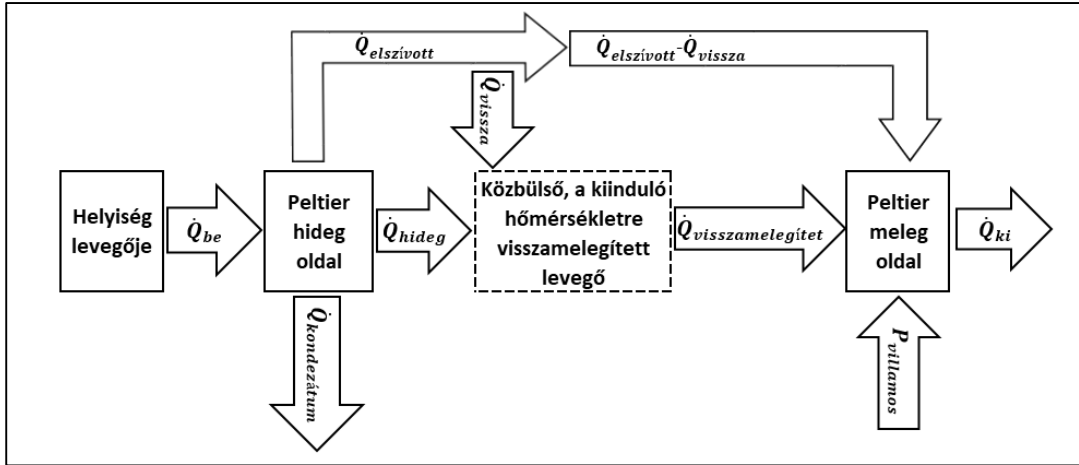 Q̇elszívott
Q̇elszívott-Q̇vissza
Q̇vissza
Helyiség
levegője
Q̇be
Peltier
hideg
oldal
Q̇hideg
Közbülső, a kiinduló
hőmérsékletre
visszamelegített
levegő
Q̇visszamelegítet
Peltier
meleg
oldal
Q̇ki
Q̇kondezátum
Pvillamos